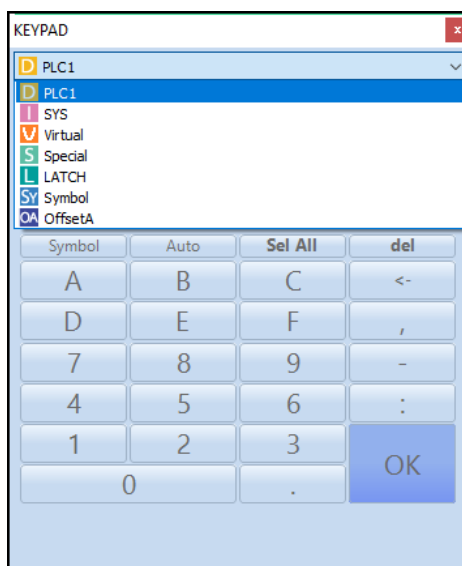 KEYPAD x
D PLC1
D PLC1
I SYS
V Virtual
S Special
L LATCH
Sy Symbol
OA OffsetA
Symbol Auto Sel All del
A B C <-
D E F ,
7 8 9 -
4 5 6 :
1 2 3 OK
0 .